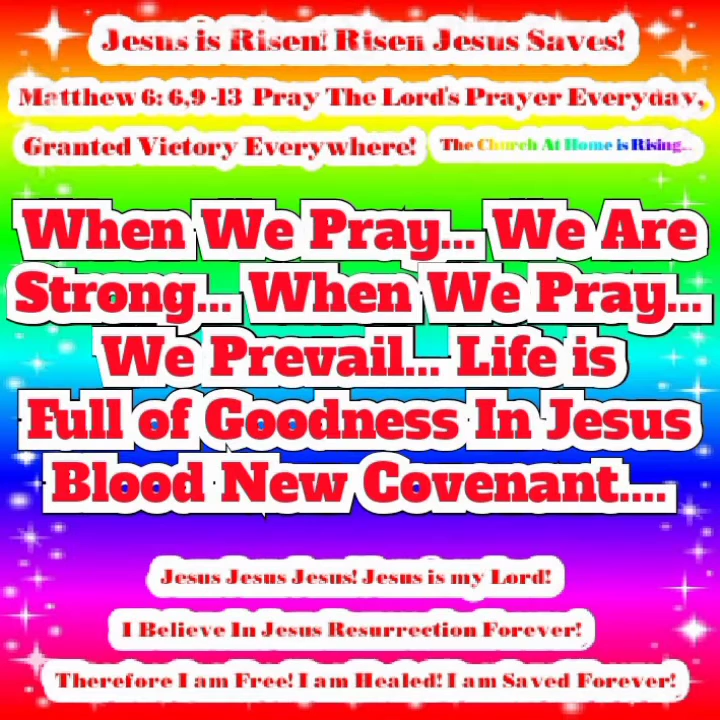 Jesus is Risen! Risen Jesus Saves!
Matthew 6: 6,9 -13 Pray The Lord's Prayer Everyday,
Granted Victory Everywhere! The Church At Home is Rising...
When We Pray... We Are
Strong... When We Pray...
We Prevail... Life is
Full of Goodness In Jesus
Blood New Covenant....
Jesus Jesus Jesus! Jesus is my Lord!
I Believe In Jesus Resurrection Forever!
Therefore I am Free! I am Healed! I am Saved Forever!